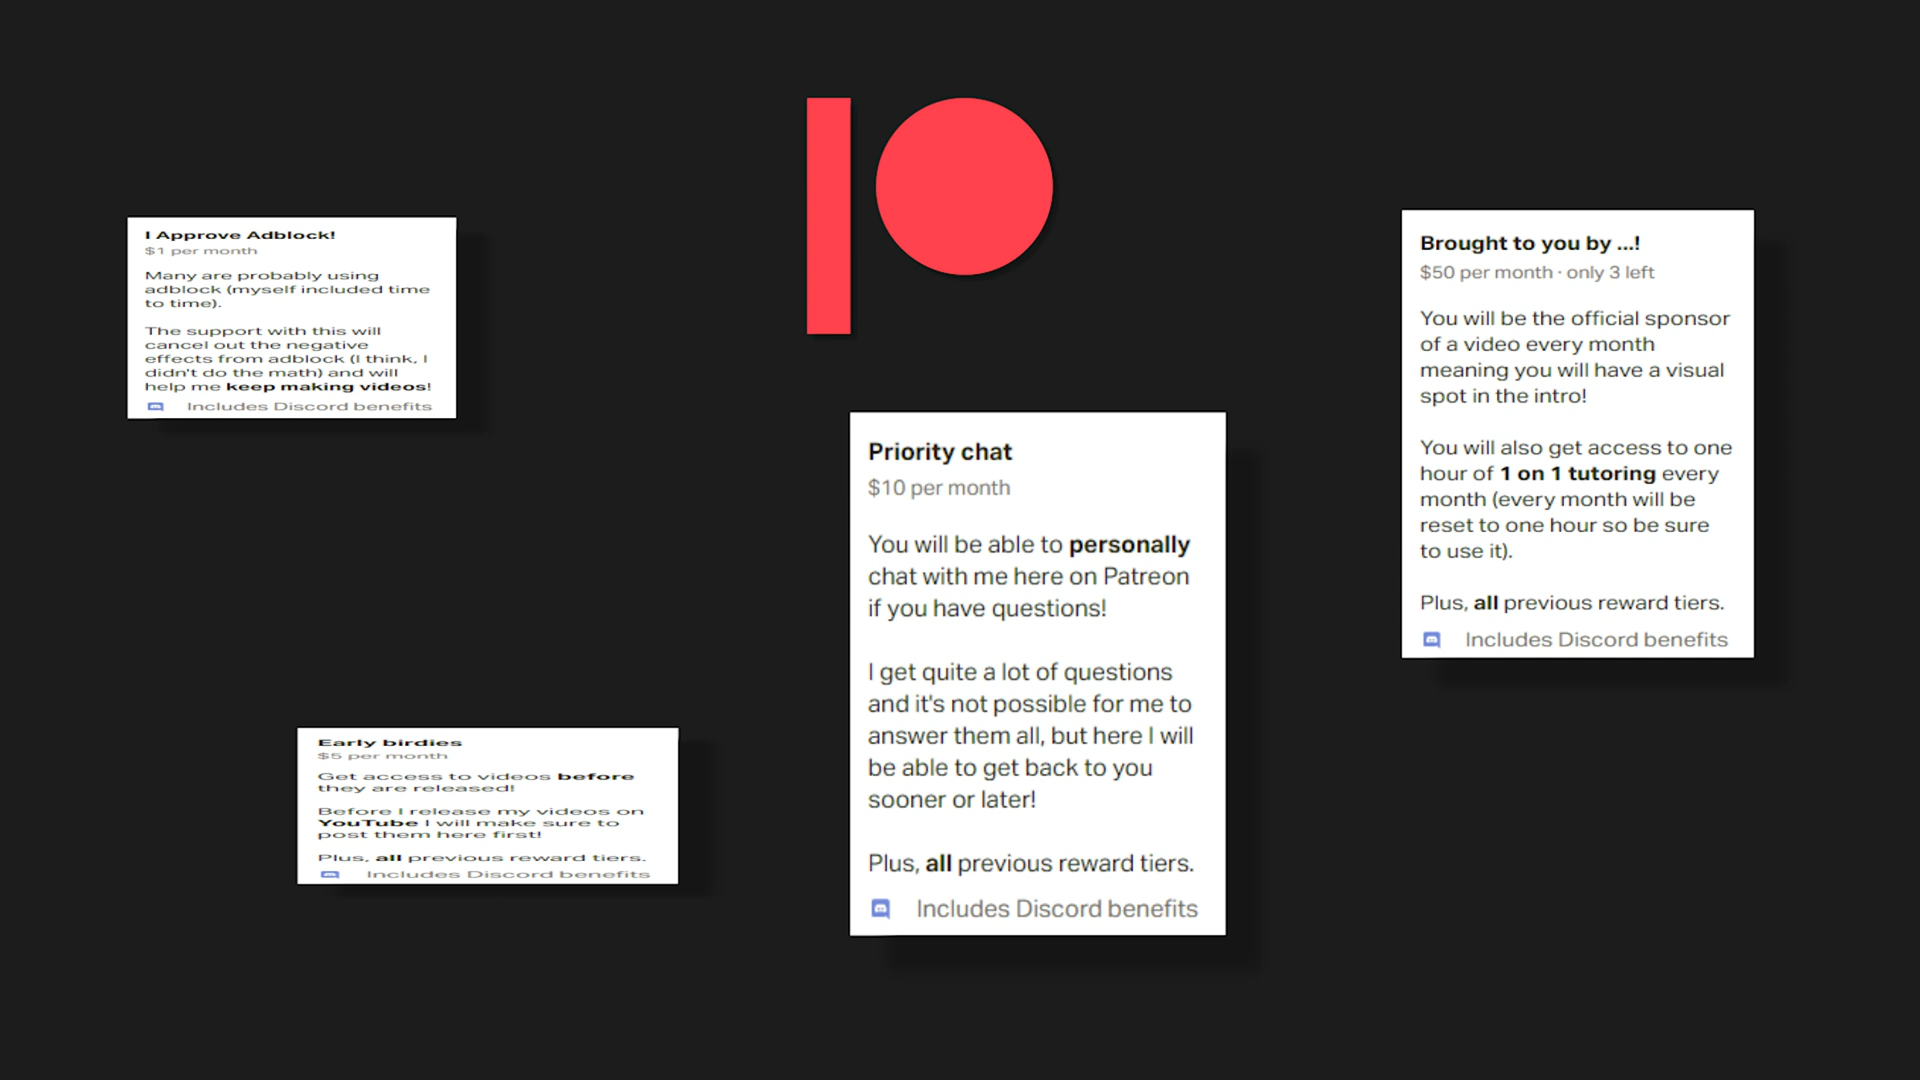 I Approve Adblock!
$1 per month
Many are probably using
adblock (myself included time
to time).
The support with this will
cancel out the negative
effects from adblock (I think, I
didn't do the math) and will
help me keep making videos!
Includes Discord benefits
Early birdies
$5 per month
Get access to videos before
they are released!
Before I release my videos on
YouTube I will make sure to
post them here first!
Plus, all previous reward tiers.
Includes Discord benefits
Priority chat
$10 per month
You will be able to personally
chat with me here on Patreon
if you have questions!
I get quite a lot of questions
and it's not possible for me to
answer them all, but here I will
be able to get back to you
sooner or later!
Plus, all previous reward tiers.
Includes Discord benefits
Brought to you by ...!
$50 per month · only 3 left
You will be the official sponsor
of a video every month
meaning you will have a visual
spot in the intro!
You will also get access to one
hour of 1 on 1 tutoring every
month (every month will be
reset to one hour so be sure
to use it).
Plus, all previous reward tiers.
Includes Discord benefits